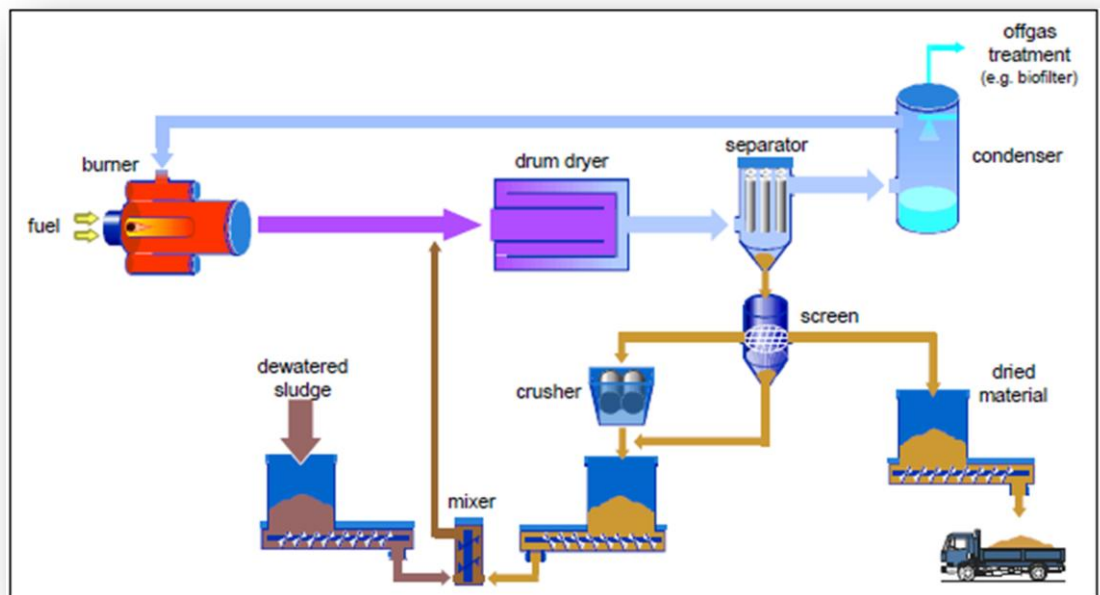 offgas
treatment
(e.g. biofilter)
burner
drum dryer
separator
condenser
fuel
screen
dewatered
sludge
crusher
dried
material
mixer